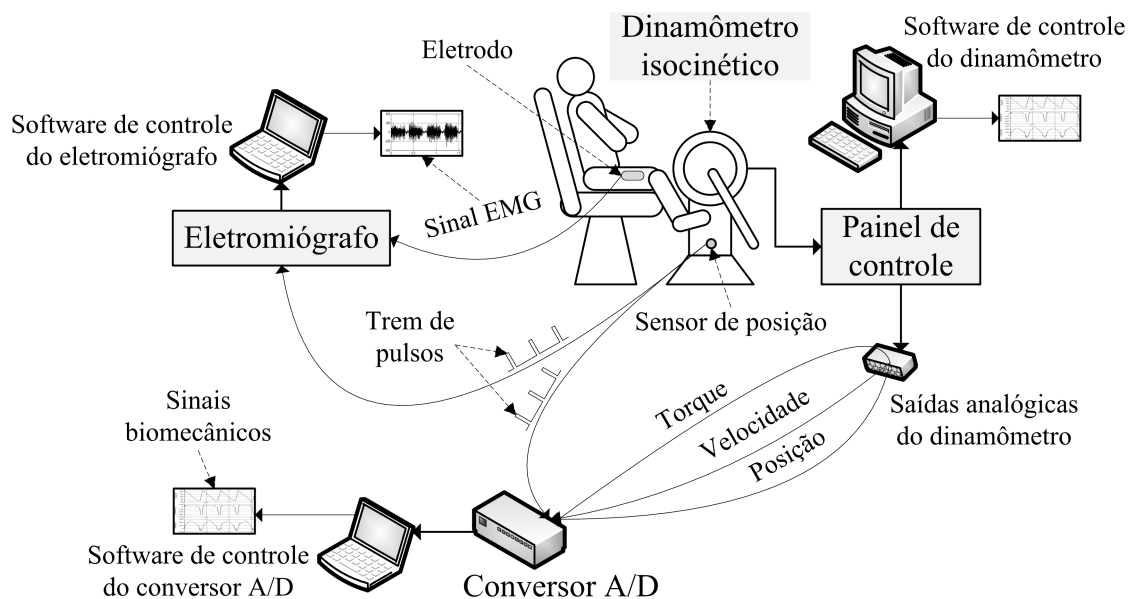 Eletrodo
Dinamômetro
isocinético
Software de controle
do dinamômetro
Software de controle
do eletromiógrafo
Sinal EMG
Eletromiógrafo
Painel de
controle
Sensor de posição
Trem de
pulsos
Torque
Velocidade
Posição
Saídas analógicas
do dinamômetro
Sinais
biomecânicos
Software de controle
do conversor A/D
Conversor A/D